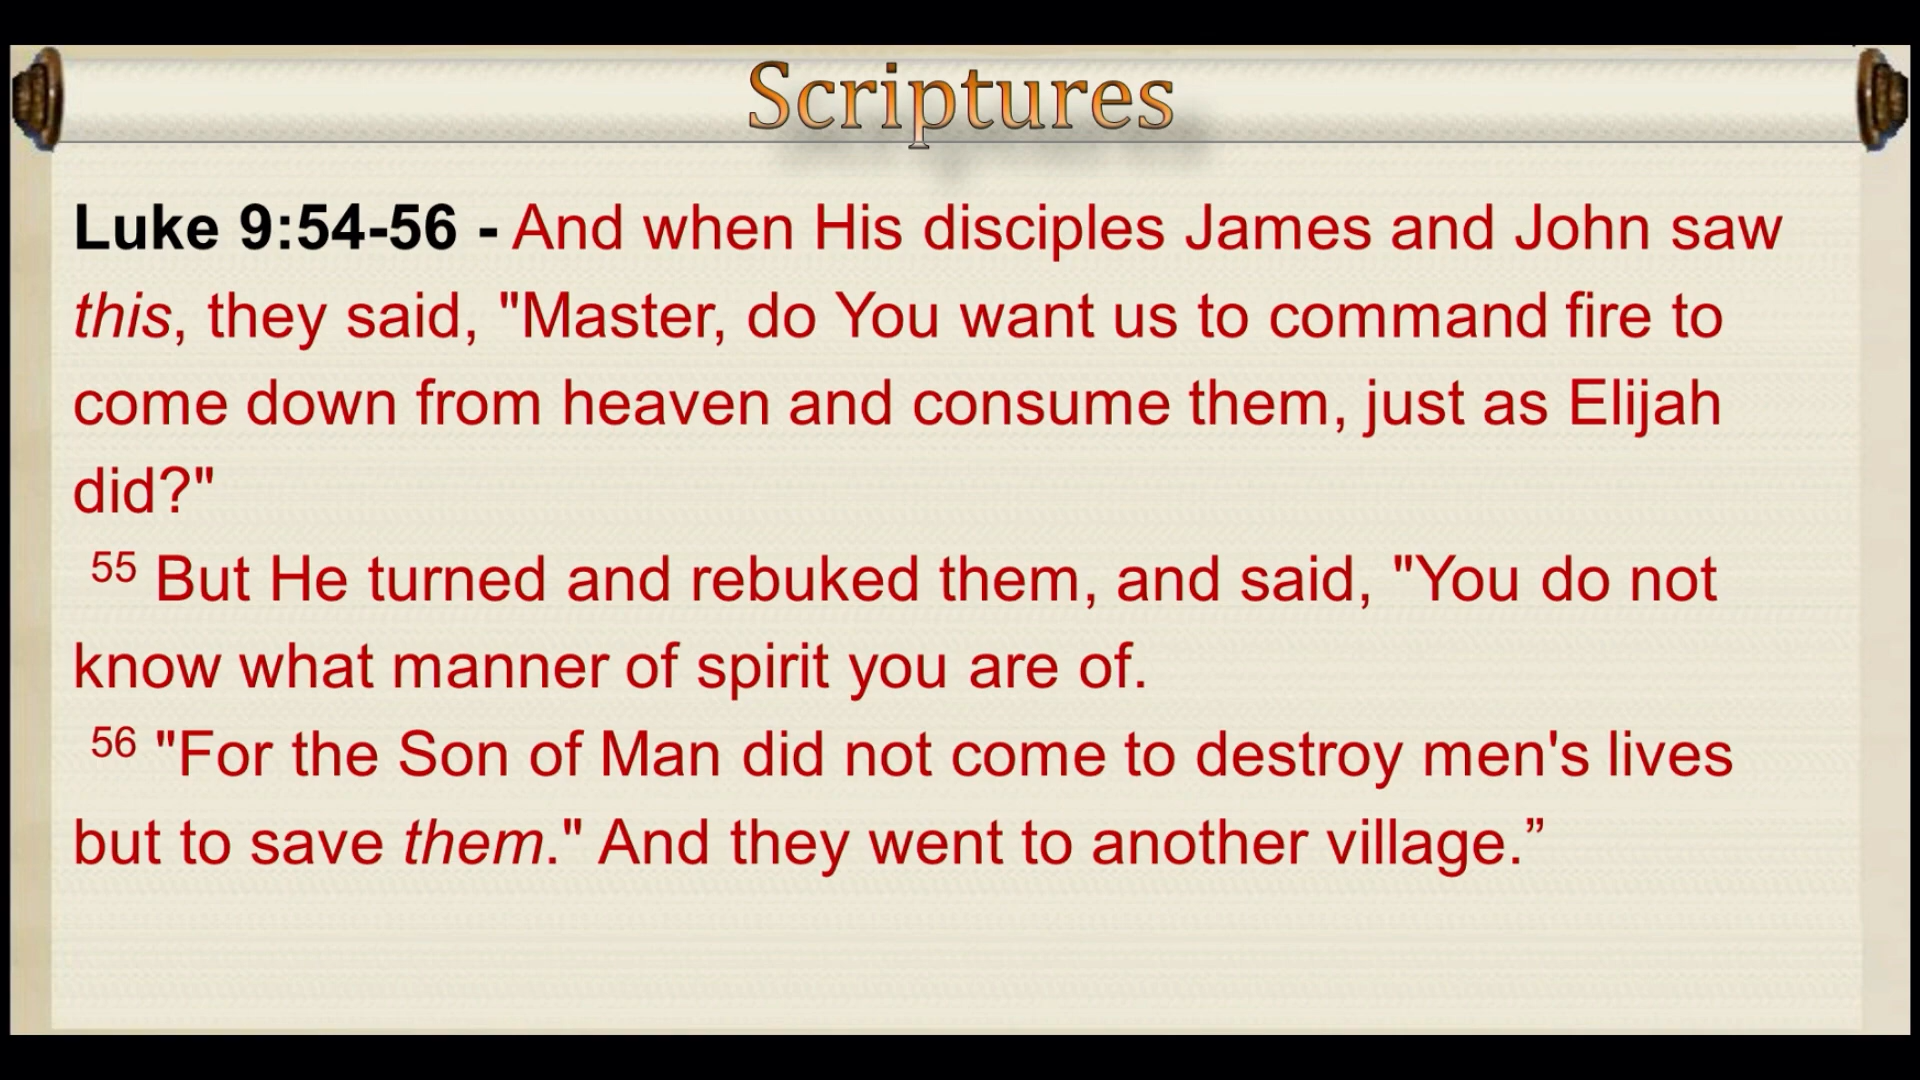 Scriptures
Luke 9:54-56 - And when His disciples James and John saw
this, they said, "Master, do You want us to command fire to
come down from heaven and consume them, just as Elijah
did?"
55 But He turned and rebuked them, and said, "You do not
know what manner of spirit you are of.
56 "For the Son of Man did not come to destroy men's lives
but to save them." And they went to another village.”